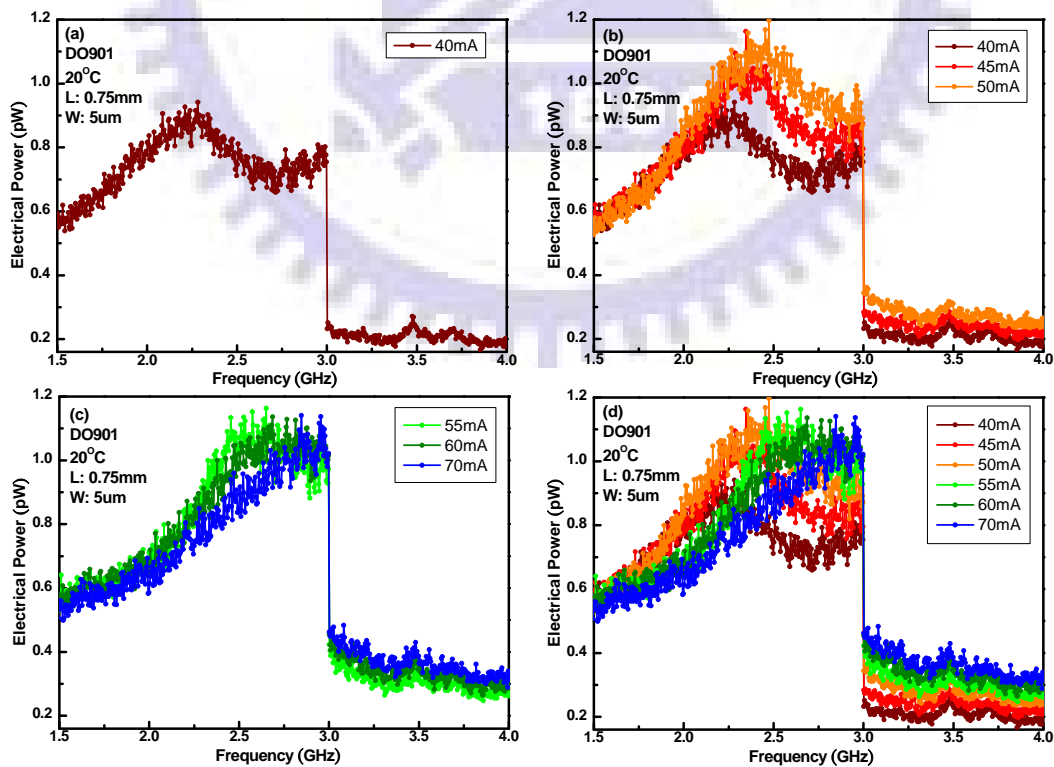 (a)
DO901
20°C
L: 0.75mm
W: 5um
40mA
Electrical Power (pW)
1.2
1.0
0.8
0.6
0.4
0.2
1.5 2.0 2.5 3.0 3.5 4.0
Frequency (GHz)
(b)
DO901
20°C
L: 0.75mm
W: 5um
40mA
45mA
50mA
Electrical Power (pW)
1.2
1.0
0.8
0.6
0.4
0.2
1.5 2.0 2.5 3.0 3.5 4.0
Frequency (GHz)
(c)
DO901
20°C
L: 0.75mm
W: 5um
55mA
60mA
70mA
Electrical Power (pW)
1.2
1.0
0.8
0.6
0.4
0.2
1.5 2.0 2.5 3.0 3.5 4.0
Frequency (GHz)
(d)
DO901
20°C
L: 0.75mm
W: 5um
40mA
45mA
50mA
55mA
60mA
70mA
Electrical Power (pW)
1.2
1.0
0.8
0.6
0.4
0.2
1.5 2.0 2.5 3.0 3.5 4.0
Frequency (GHz)